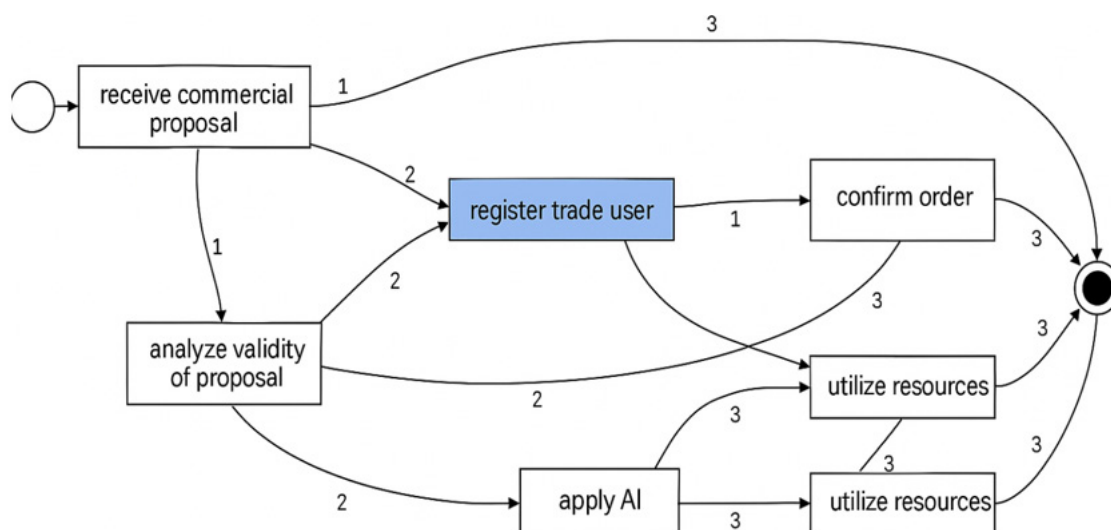 3
1
receive commercial
proposal
2
register trade user
1
confirm order
1
2
3
3
analyze validity
of proposal
2
3
utilize resources
3
3
3
2
apply AI
3
utilize resources